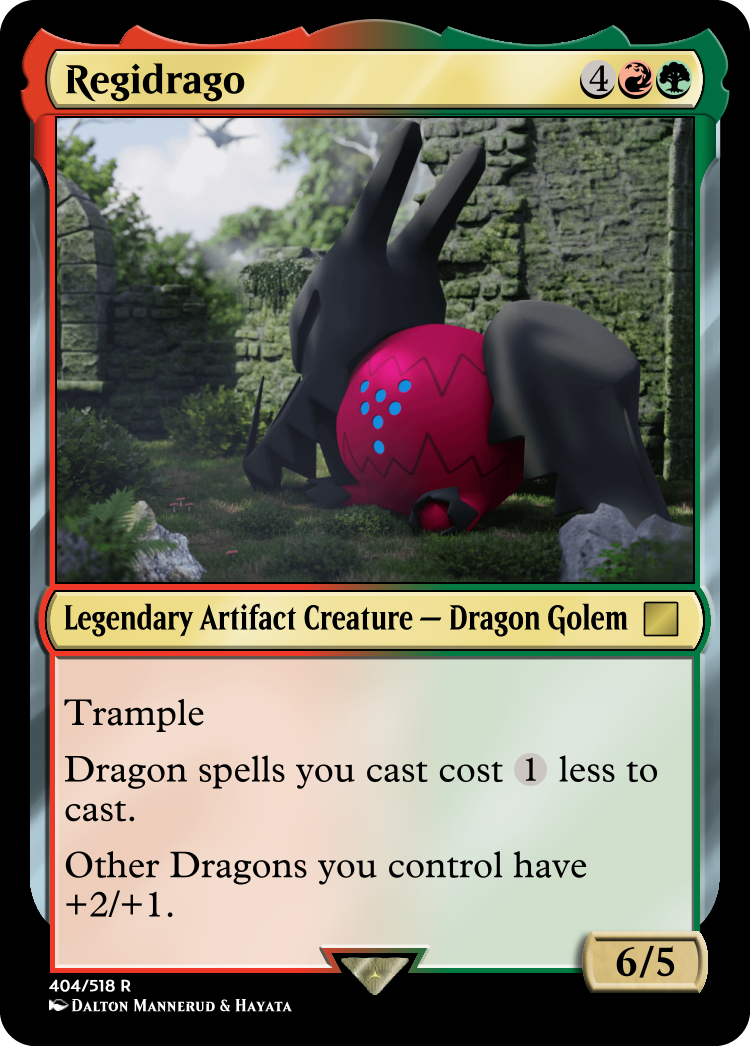 Regidrago 4
Legendary Artifact Creature — Dragon Golem
Trample
Dragon spells you cast cost 1 less to
cast.
Other Dragons you control have
+2/+1.
6/5
404/518 R
Dalton Mannerud & Hayata